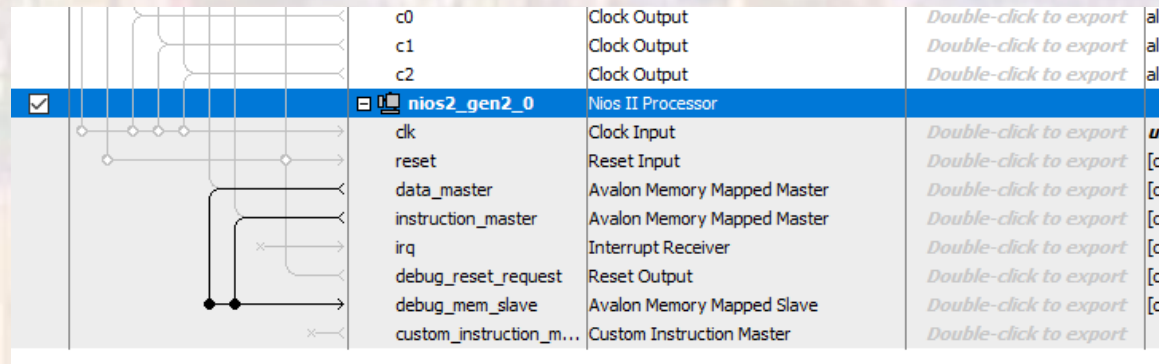 c0 Clock Output Double-click to export al
c1 Clock Output Double-click to export al
c2 Clock Output Double-click to export al
nios2_gen2_0 Nios II Processor
clk Clock Input Double-click to export u
reset Reset Input Double-click to export [c
data_master Avalon Memory Mapped Master Double-click to export [c
instruction_master Avalon Memory Mapped Master Double-click to export [c
irq Interrupt Receiver Double-click to export [c
debug_reset_request Reset Output Double-click to export [c
debug_mem_slave Avalon Memory Mapped Slave Double-click to export [c
custom_instruction_m... Custom Instruction Master Double-click to export